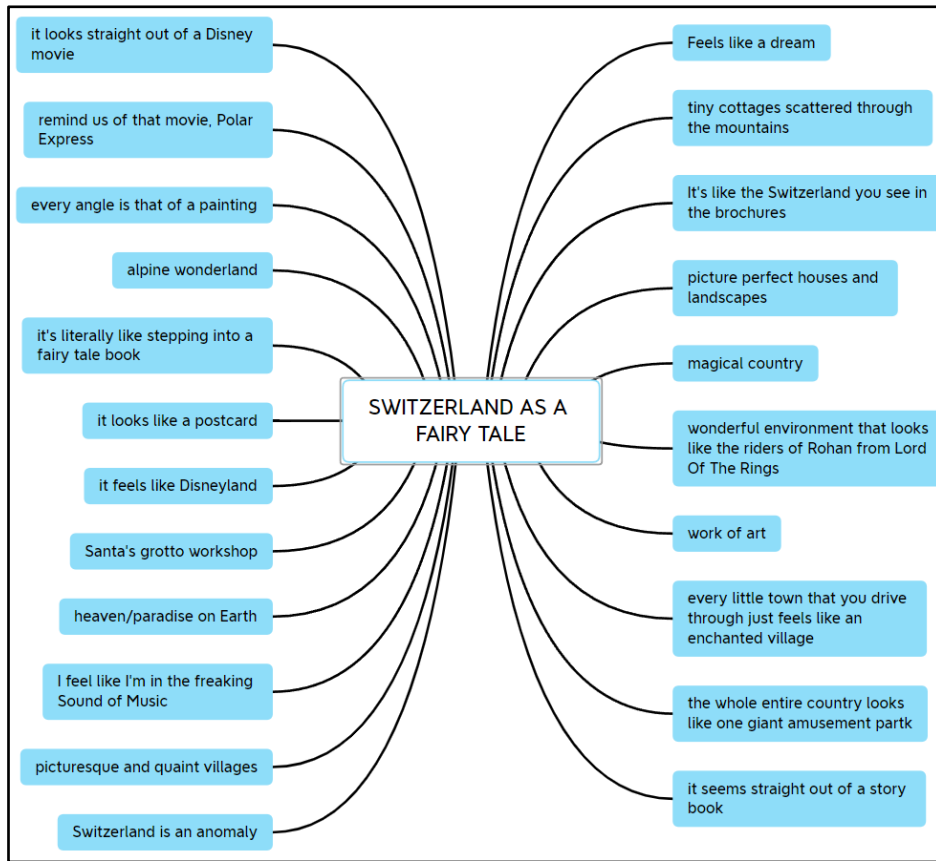 it looks straight out of a Disney
movie
remind us of that movie, Polar
Express
every angle is that of a painting
alpine wonderland
it's literally like stepping into a
fairy tale book
it looks like a postcard
it feels like Disneyland
Santa's grotto workshop
heaven/paradise on Earth
I feel like I'm in the freaking
Sound of Music
picturesque and quaint villages
Switzerland is an anomaly
SWITZERLAND AS A
FAIRY TALE
Feels like a dream
tiny cottages scattered through
the mountains
It's like the Switzerland you see in
the brochures
picture perfect houses and
landscapes
magical country
wonderful environment that looks
like the riders of Rohan from Lord
Of The Rings
work of art
every little town that you drive
through just feels like an
enchanted village
the whole entire country looks
like one giant amusement partk
it seems straight out of a story
book